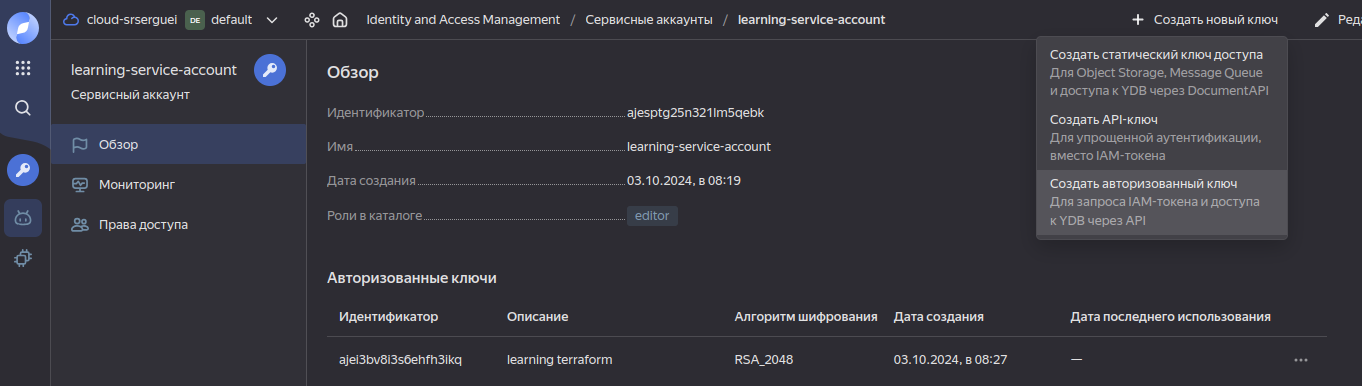 cloud-srserguei DE default Identity and Access Management / Сервисные аккаунты / learning-service-account + Создать новый ключ Реда
learning-service-account
Сервисный аккаунт
Обзор
Мониторинг
Права доступа
Обзор
Идентификатор ajesptg25n321lm5qebk
Имя learning-service-account
Дата создания 03.10.2024, в 08:19
Роли в каталоге editor
Создать статический ключ доступа
Для Object Storage, Message Queue
и доступа к YDB через DocumentAPI
Создать API-ключ
Для упрощенной аутентификации,
вместо IAM-токена
Создать авторизованный ключ
Для запроса IAM-токена и доступа
к YDB через API
Авторизованные ключи
Идентификатор Описание Алгоритм шифрования Дата создания Дата последнего использования
ajei3bv8i3s6ehfh3ikq learning terraform RSA_2048 03.10.2024, в 08:27 —